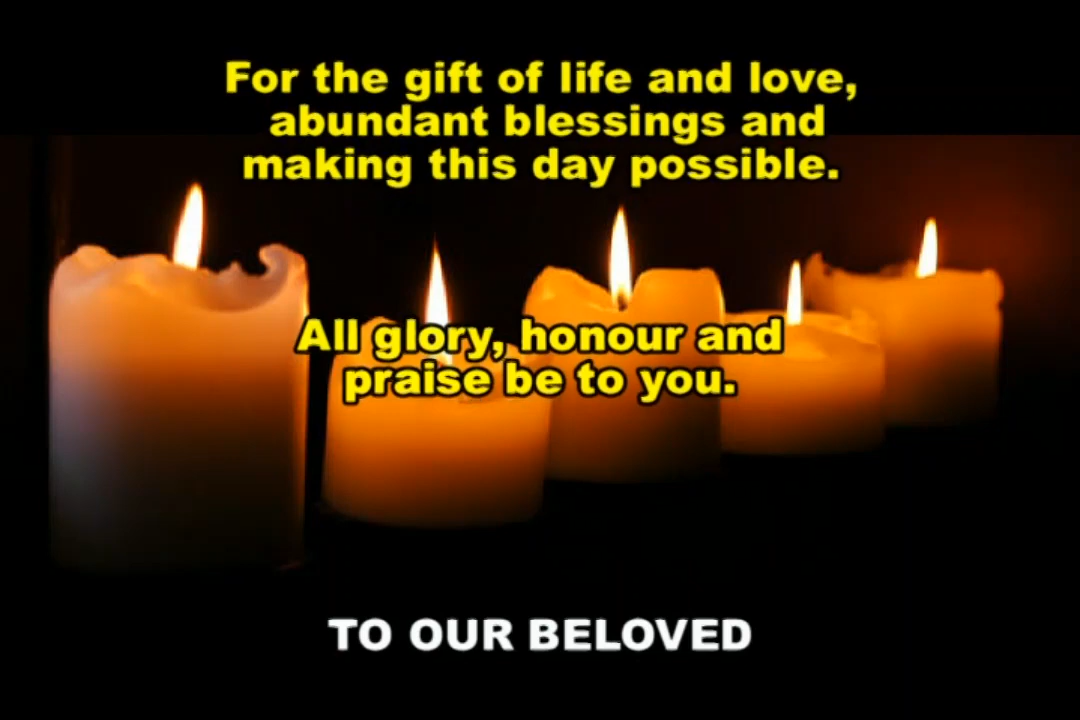 For the gift of life and love,
abundant blessings and
making this day possible.
All glory, honour and
praise be to you.
TO OUR BELOVED